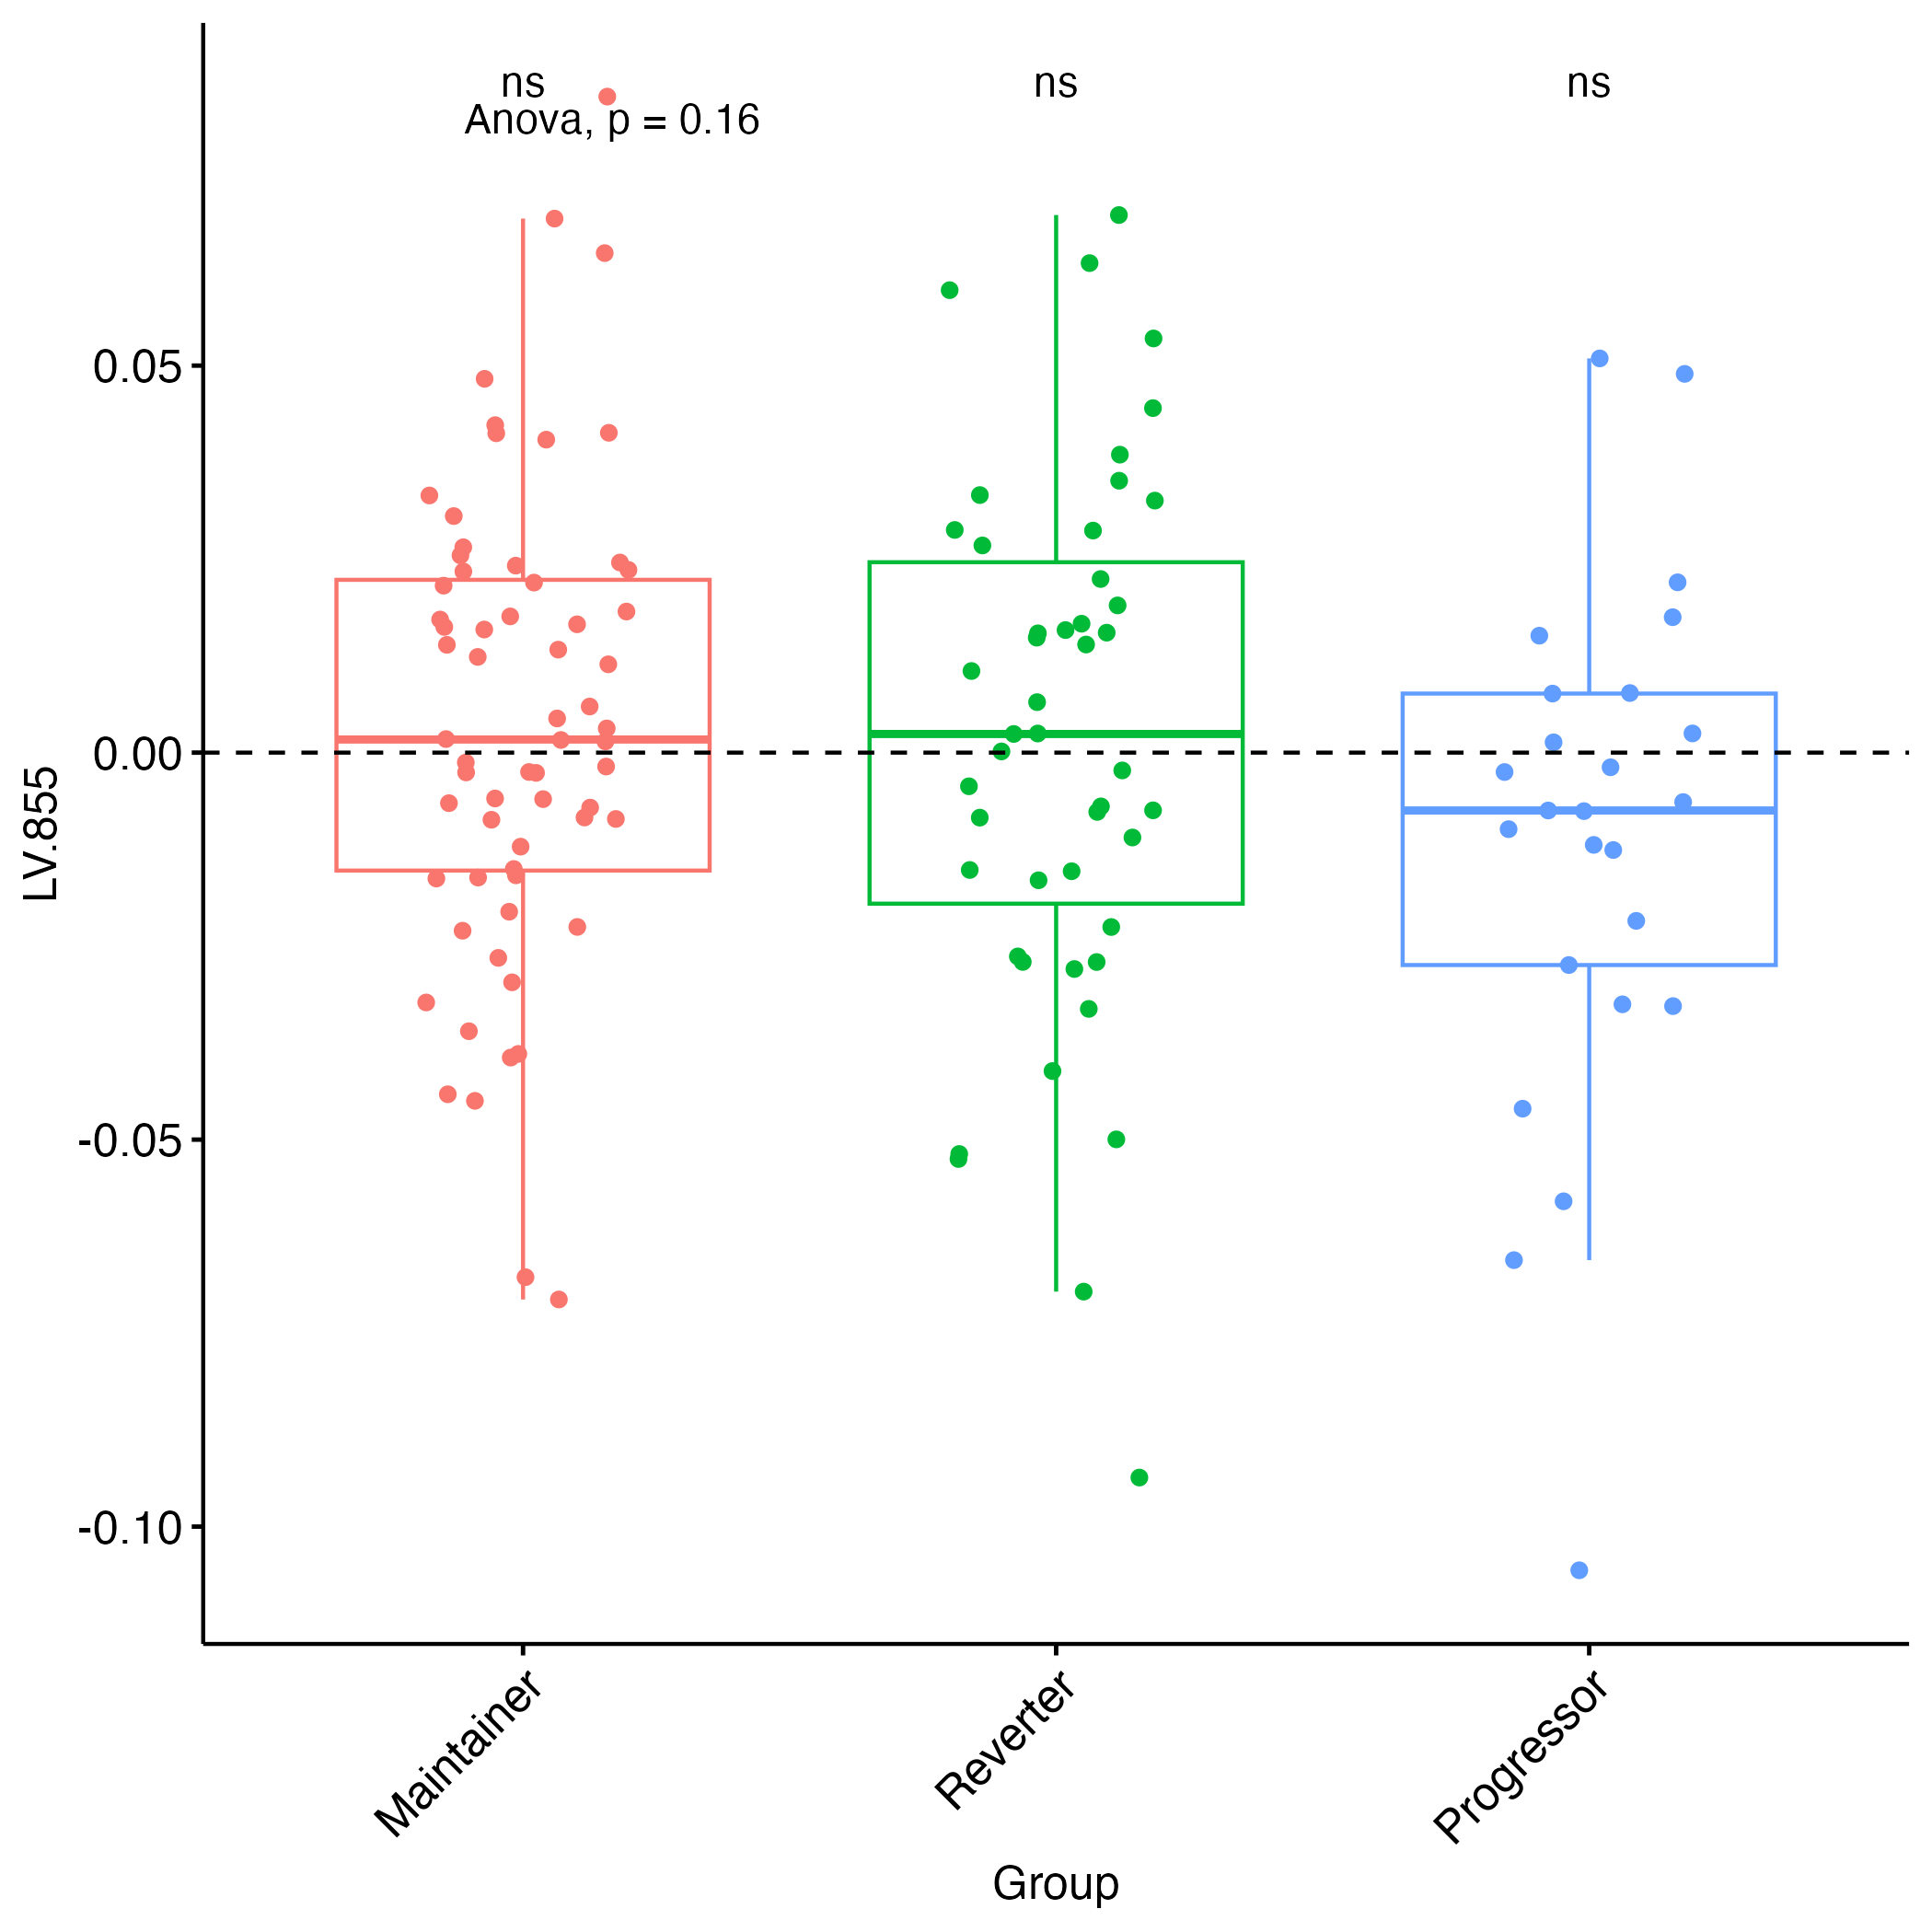 ns ns ns
Anova, p = 0.16
0.05
0.00
-0.05
-0.10
LV.855
Maintainer Reverter Progressor
Group